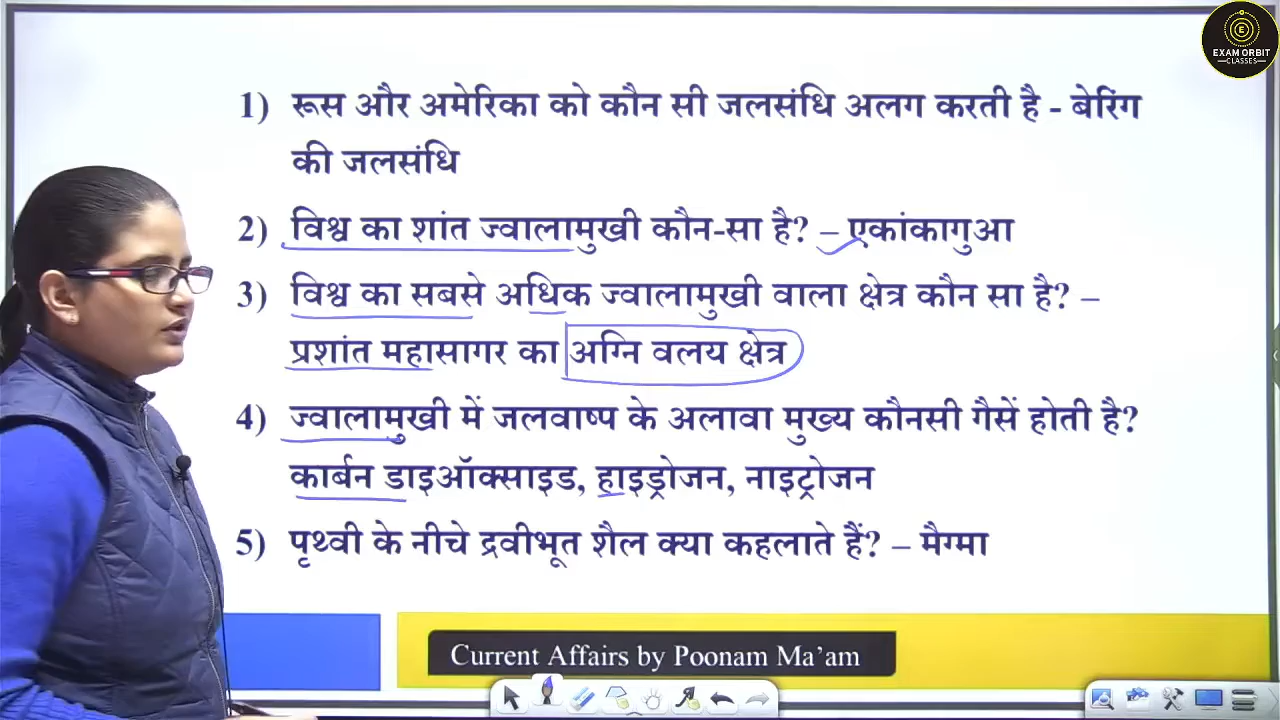 EXAM ORBIT
CLASSES
1) रूस और अमेरिका को कौन सी जलसंधि अलग करती है - बेरिंग
की जलसंधि
2) विश्व का शांत ज्वालामुखी कौन-सा है? – एकांकागुआ
3) विश्व का सबसे अधिक ज्वालामुखी वाला क्षेत्र कौन सा है? –
प्रशांत महासागर का अग्नि वलय क्षेत्र
4) ज्वालामुखी में जलवाष्प के अलावा मुख्य कौनसी गैसें होती है?
कार्बन डाइऑक्साइड, हाइड्रोजन, नाइट्रोजन
5) पृथ्वी के नीचे द्रवीभूत शैल क्या कहलाते हैं? – मैग्मा
Current Affairs by Poonam Ma'am